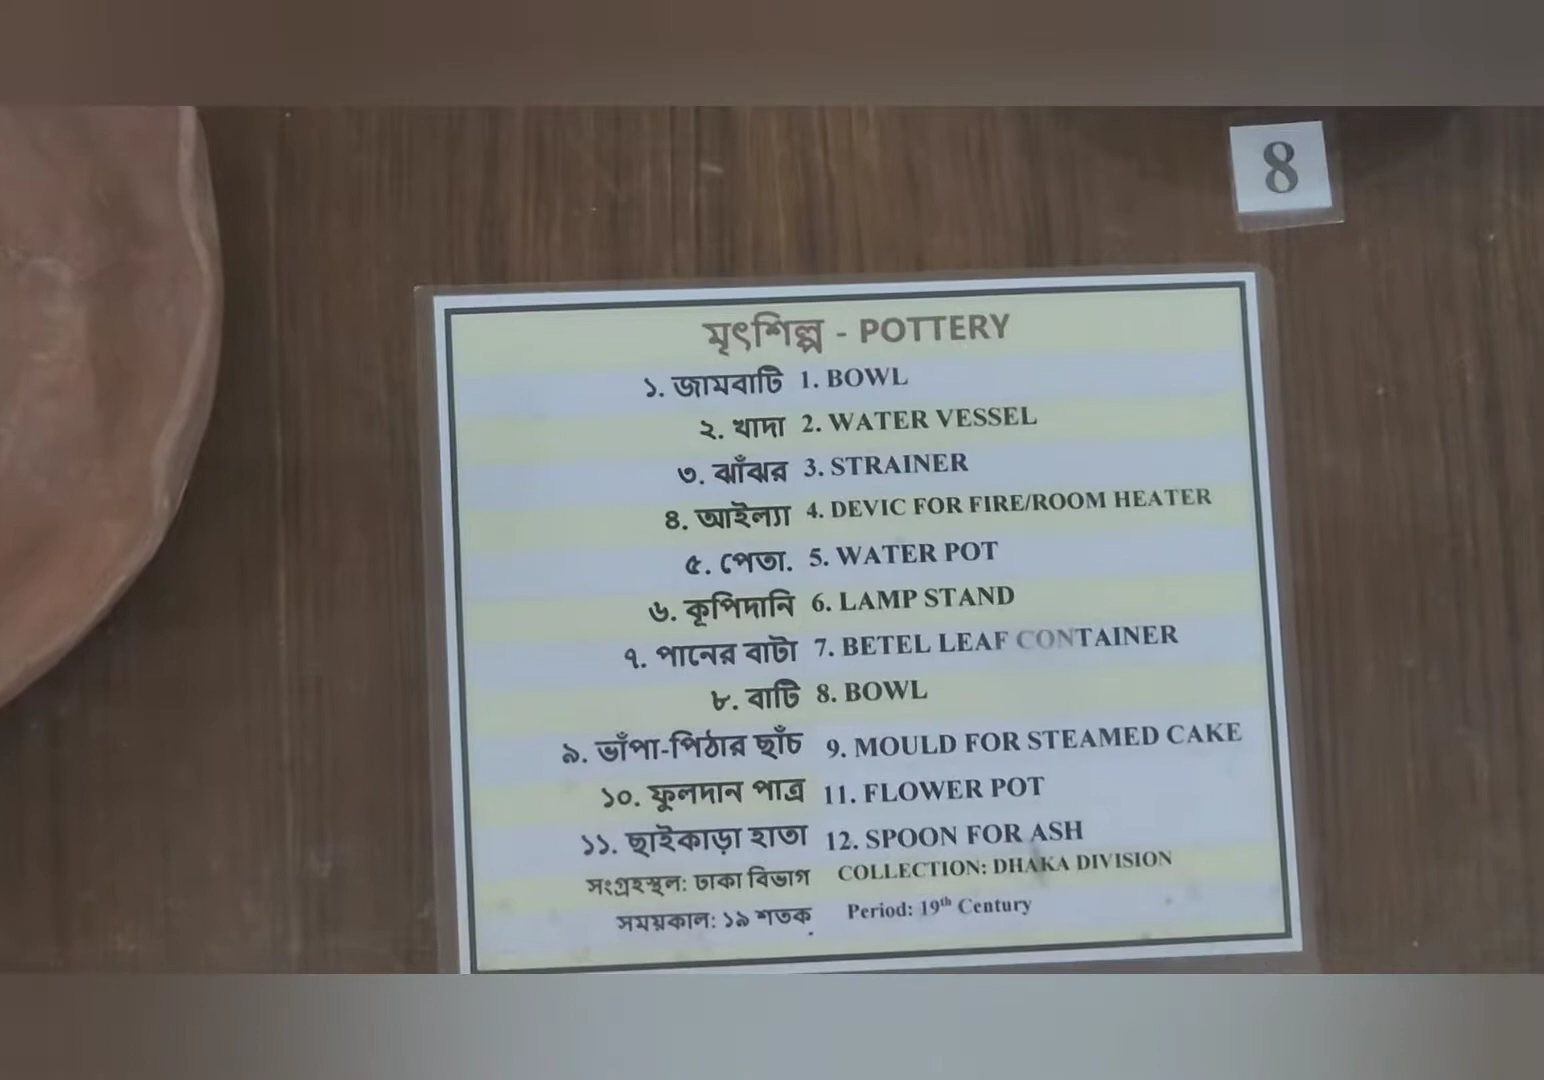 8
মৃৎশিল্প - POTTERY
১. জামবাটি 1. BOWL
২. খাদা 2. WATER VESSEL
৩. ঝাঁঝর 3. STRAINER
৪. আইল্যা 4. DEVIC FOR FIRE/ROOM HEATER
৫. পেতা. 5. WATER POT
৬. কূপিদানি 6. LAMP STAND
৭. পানের বাটা 7. BETEL LEAF CONTAINER
৮. বাটি 8. BOWL
৯. ভাঁপা-পিঠার ছাঁচ 9. MOULD FOR STEAMED CAKE
১০. ফুলদান পাত্র 11. FLOWER POT
১১. ছাইকাড়া হাতা 12. SPOON FOR ASH
সংগ্রহস্থল: ঢাকা বিভাগ COLLECTION: DHAKA DIVISION
সময়কাল: ১৯ শতক Period: 19th Century